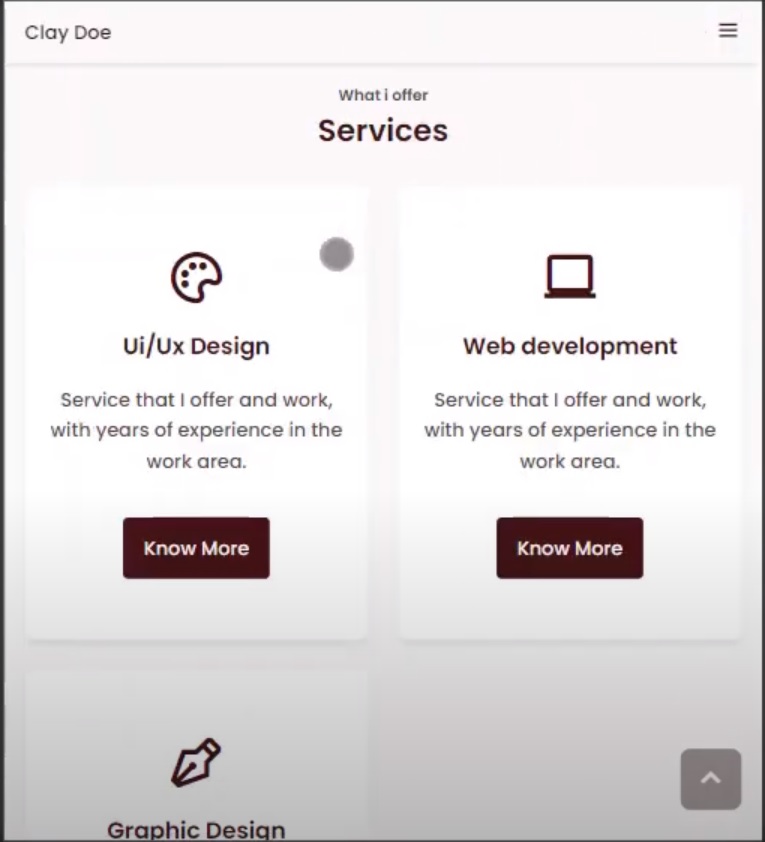 Clay Doe
What i offer
Services
Ui/Ux Design
Service that I offer and work,
with years of experience in the
work area.
Know More
Web development
Service that I offer and work,
with years of experience in the
work area.
Know More
Graphic Design